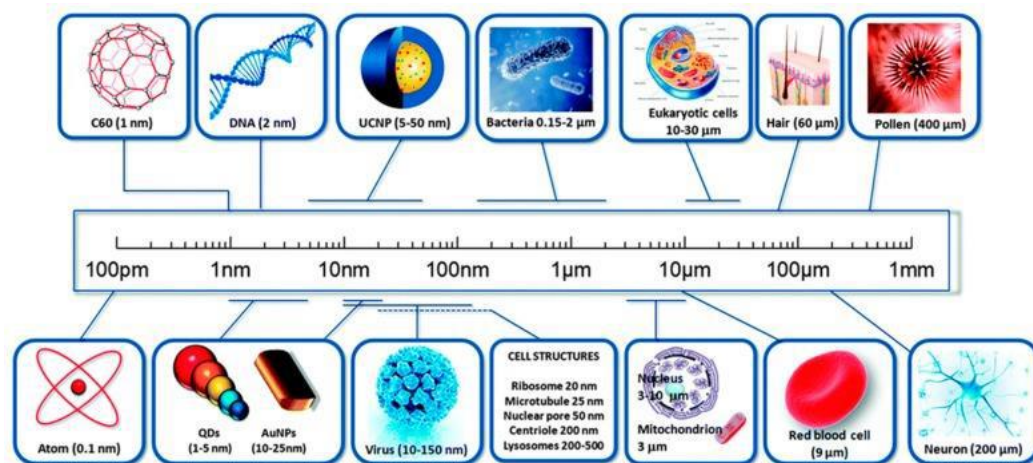 C60 (1 nm)
DNA (2 nm)
UCNP (5-50 nm)
Bacteria 0.15-2 µm
Eukaryotic cells
10-30 µm
Hair (60 µm)
Pollen (400 µm)
100pm 1nm 10nm 100nm 1µm 10µm 100µm 1mm
Atom (0.1 nm)
QDs
(1-5 nm)
AuNPs
(10-25nm)
Virus (10-150nm)
CELL STRUCTURES
Ribosome 20 nm
Microtubule 25 nm
Nuclear pore 50 nm
Centriole 200 nm
Lysosomes 200-500
Nucleus
3-10 µm
Mitochondrion
3 µm
Red blood cell
(9 µm)
Neuron (200 µm)